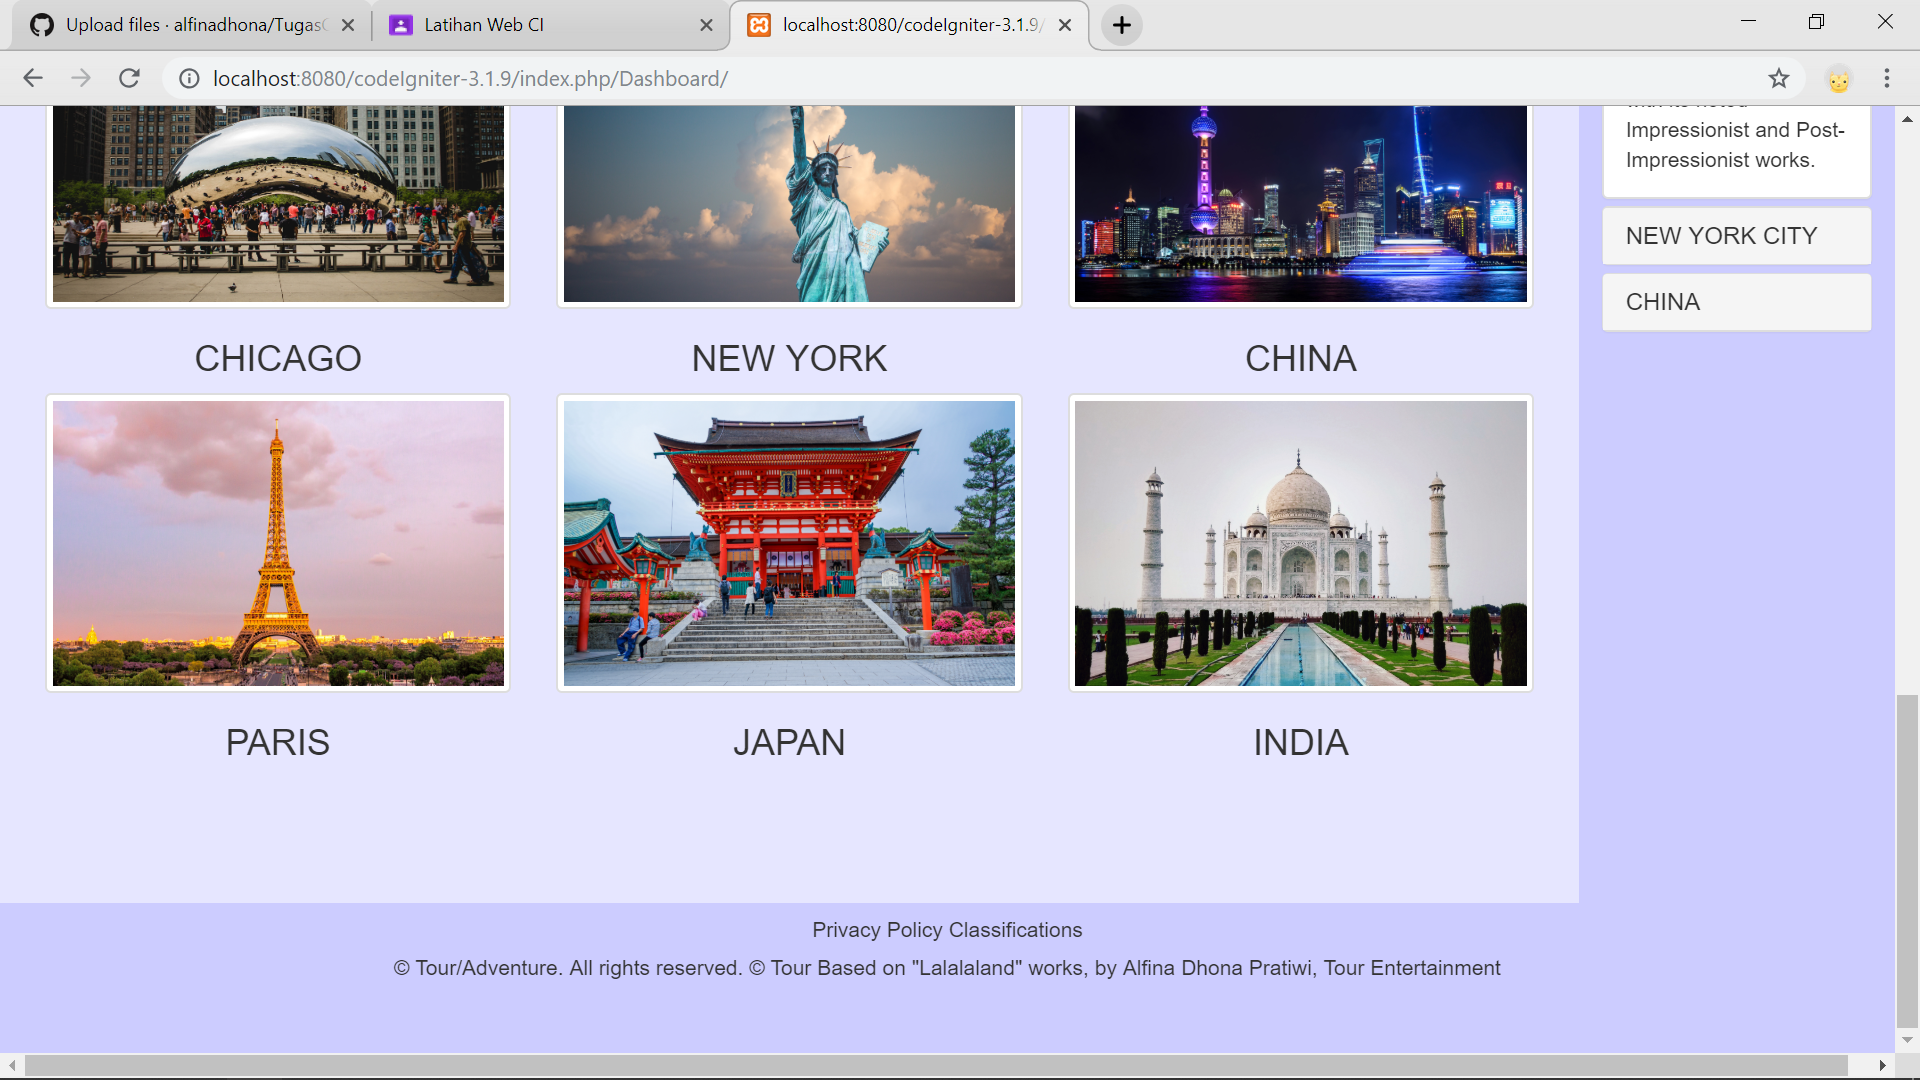 Upload files · alfinadhona/Tugas
Latihan Web CI
localhost:8080/codeIgniter-3.1.9/
localhost:8080/codeIgniter-3.1.9/index.php/Dashboard/
Impressionist and Post-
Impressionist works.
NEW YORK CITY
CHINA
CHICAGO
NEW YORK
CHINA
PARIS
JAPAN
INDIA
Privacy Policy Classifications
© Tour/Adventure. All rights reserved. © Tour Based on "Lalalaland" works, by Alfina Dhona Pratiwi, Tour Entertainment